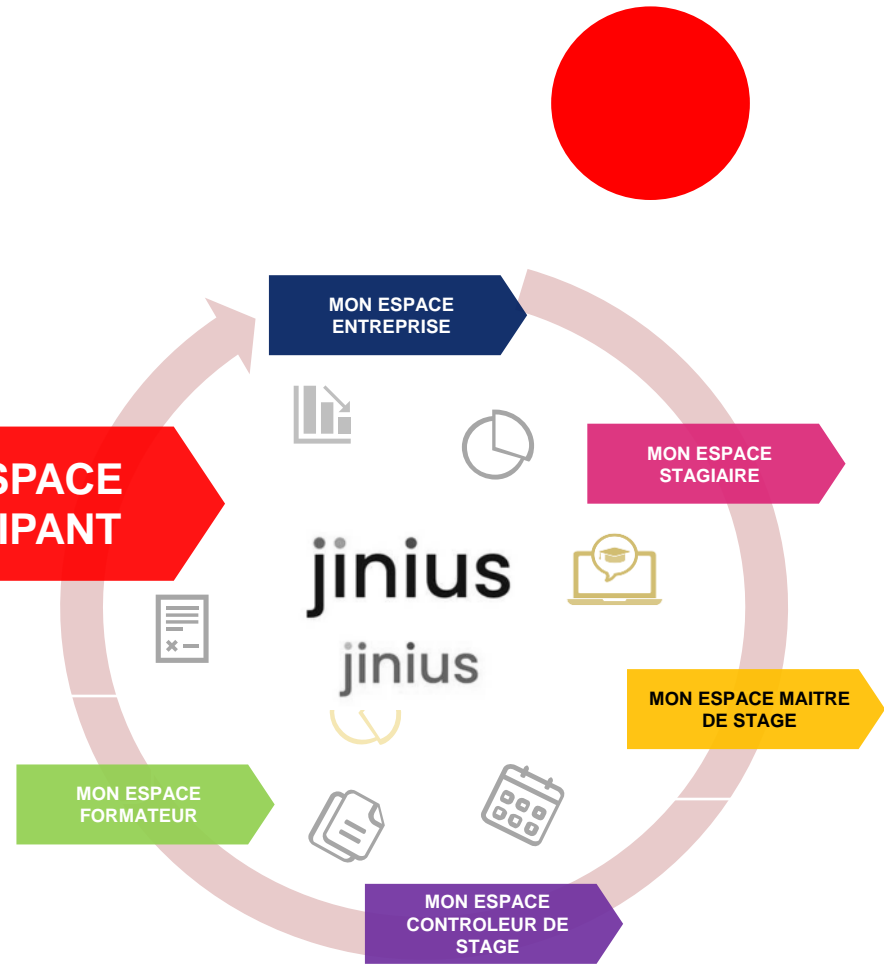 MON ESPACE
ENTREPRISE
MON ESPACE
STAGIAIRE
SPACE
IPANT
jinius
jinius
MON ESPACE MAITRE
DE STAGE
MON ESPACE
FORMATEUR
MON ESPACE
CONTROLEUR DE
STAGE